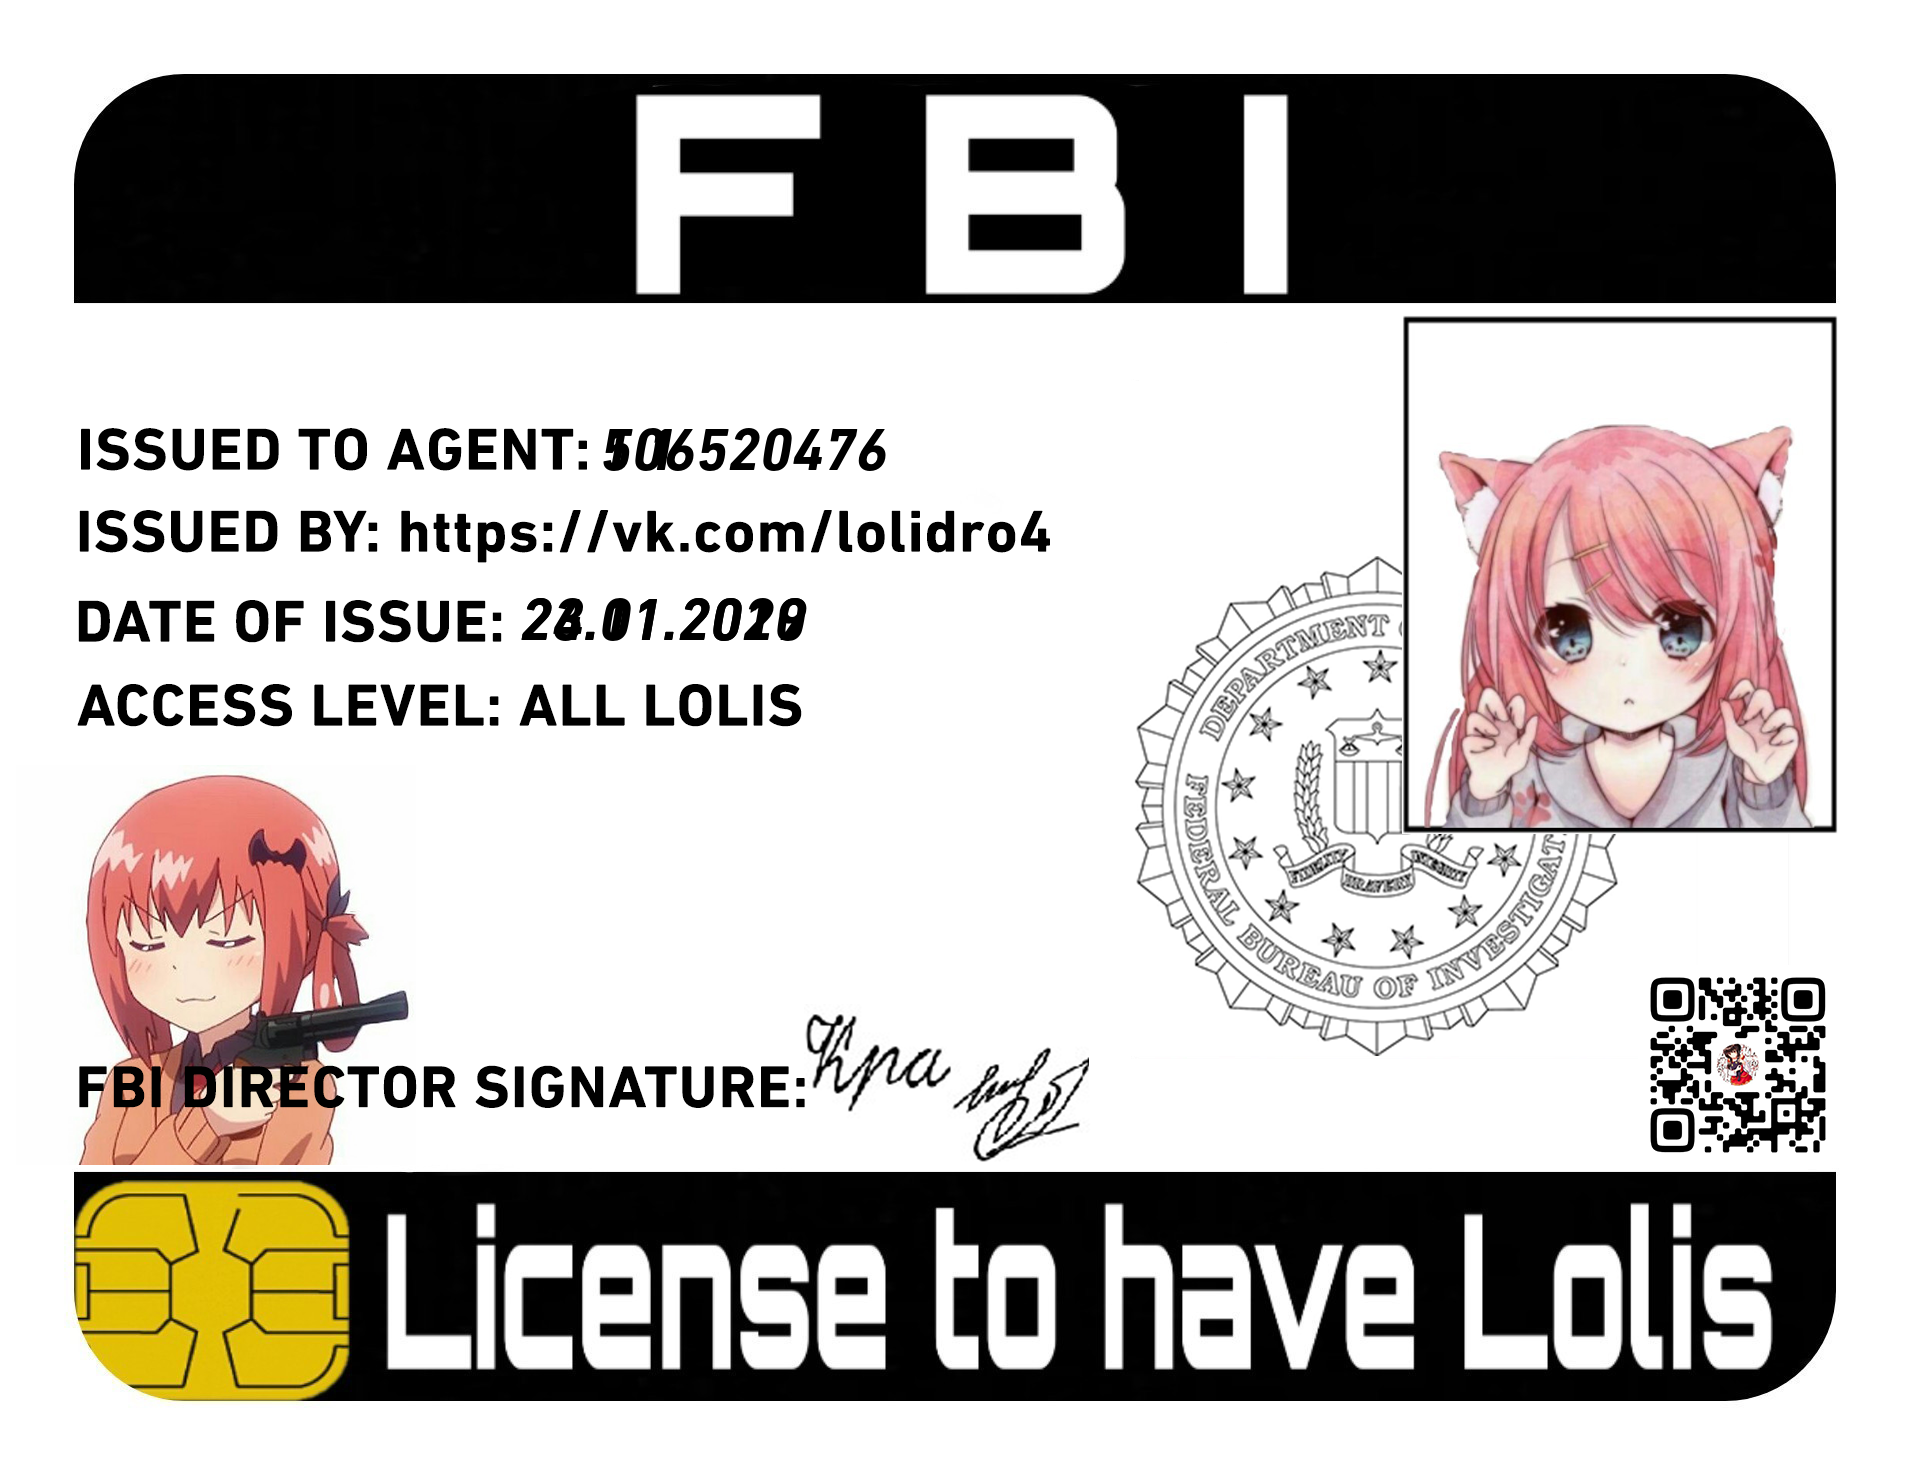 FBI
ISSUED TO AGENT: 6520476
ISSUED BY: https://vk.com/lolidro4
DATE OF ISSUE:
ACCESS LEVEL: ALL LOLIS
DEPARTMENT
FEDERAL BUREAU OF INVESTIGAT
FIDELITY
BRAVERY
INTEGRITY
FBI DIRECTOR SIGNATURE:
License to have Lolis